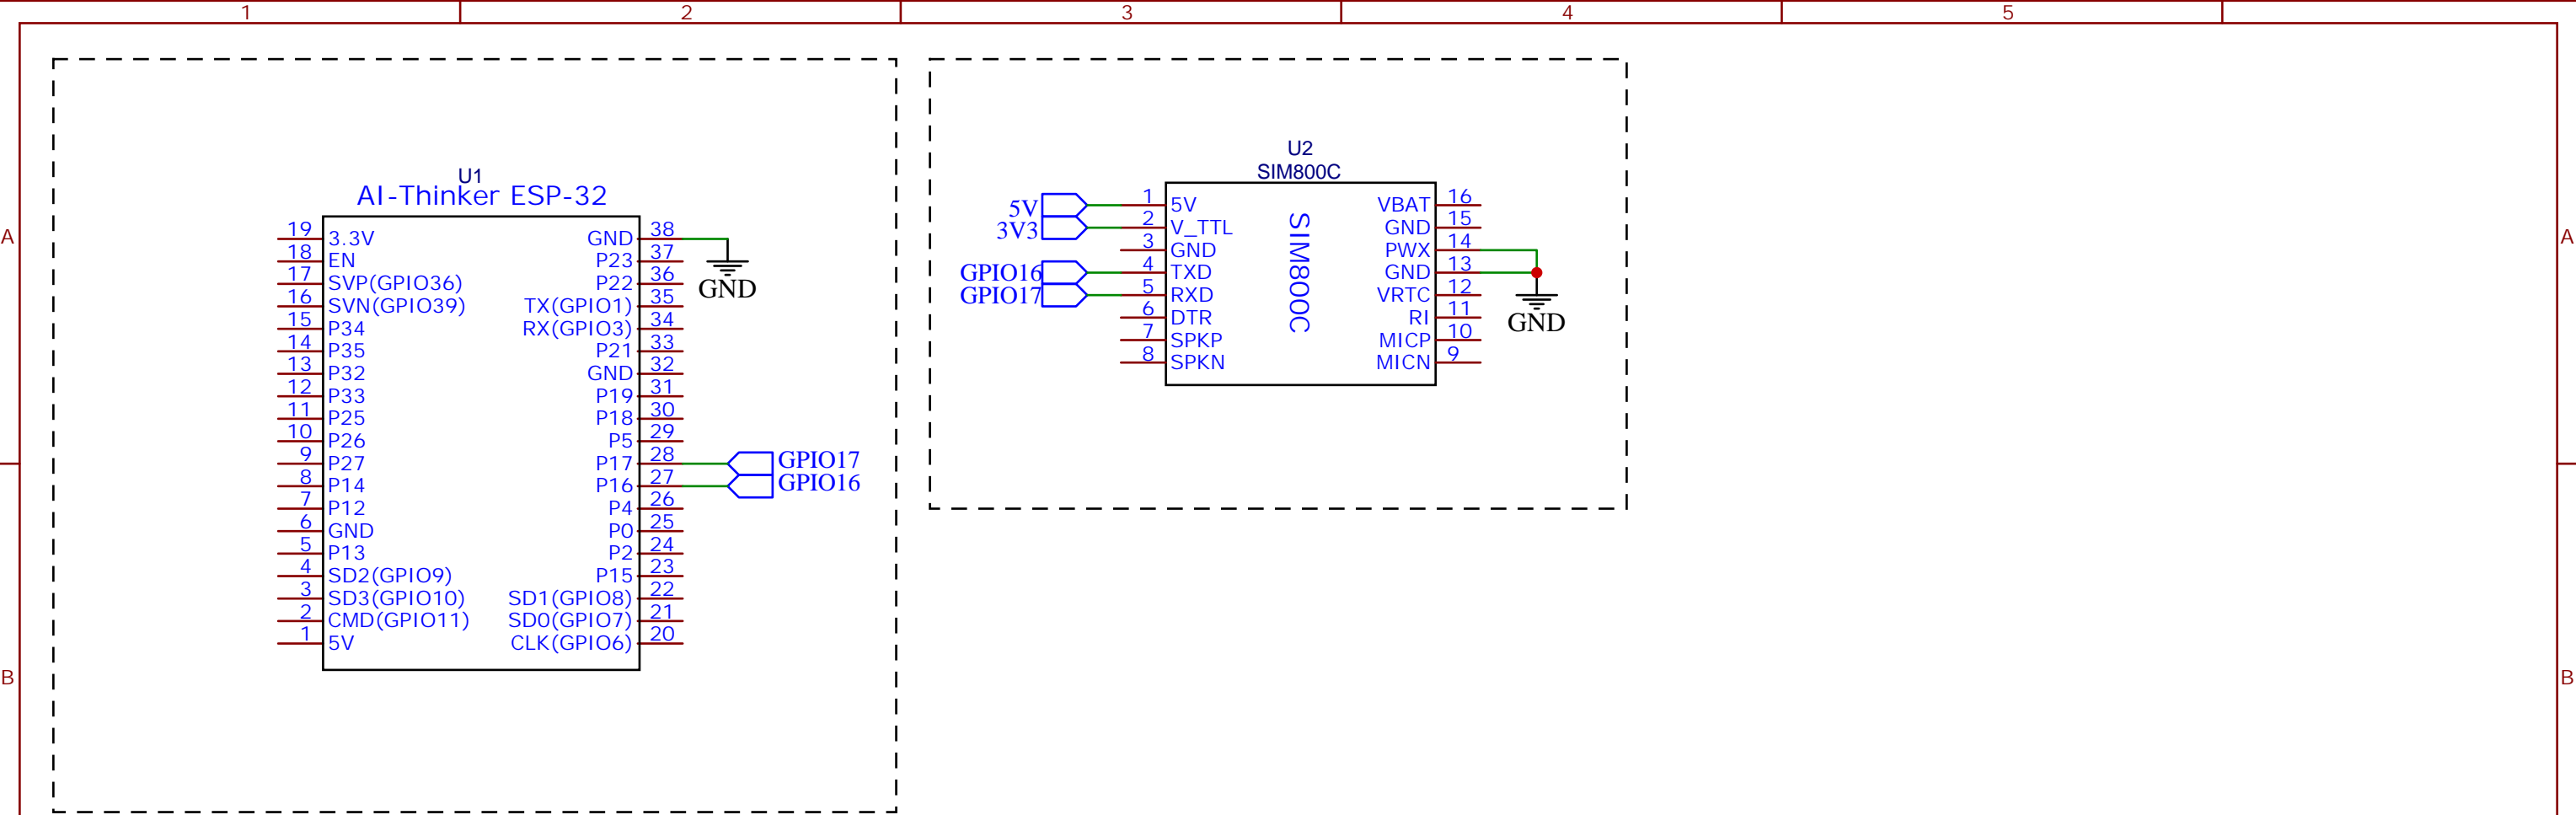 1 2 3 4 5
A A
B B
U1
AI-Thinker ESP-32
19 3.3V GND 38
18 EN P23 37
17 SVP(GPIO36) P22 36
16 SVN(GPIO39) TX(GPIO1) 35
15 P34 RX(GPIO3) 34
14 P35 P21 33
13 P32 GND 32
12 P33 P19 31
11 P25 P18 30
10 P26 P5 29
9 P27 P17 28 GPIO17
8 P14 P16 27 GPIO16
7 P12 P4 26
6 GND P0 25
5 P13 P2 24
4 SD2(GPIO9) P15 23
3 SD3(GPIO10) SD1(GPIO8) 22
2 CMD(GPIO11) SD0(GPIO7) 21
1 5V CLK(GPIO6) 20
GND
U2
SIM800C
5V 1 5V VBAT 16
3V3 2 V_TTL GND 15
3 GND PWX 14
GPIO16 4 TXD GND 13
GPIO17 5 RXD VRTC 12
6 DTR RI 11
7 SPKP MICP 10
8 SPKN MICN 9
SIM800C
GND